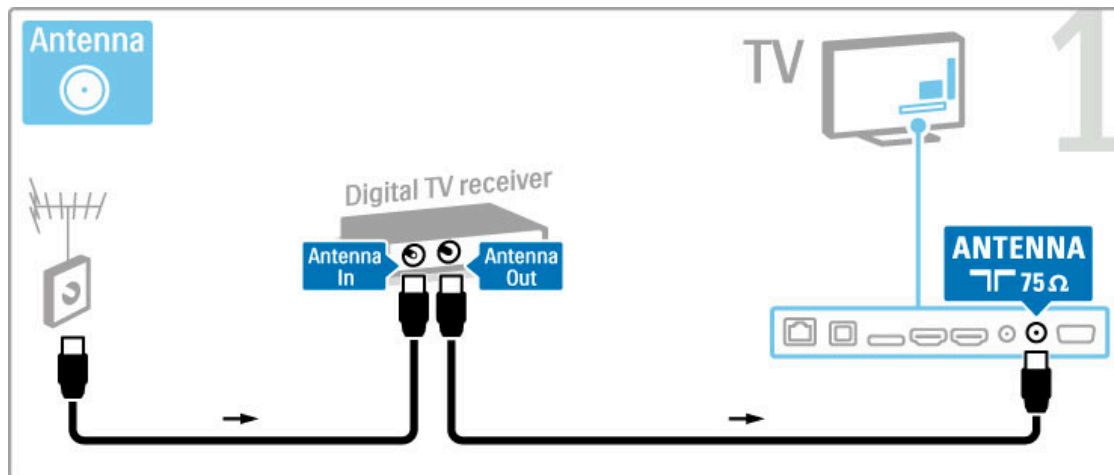 Antenna
TV
1
Digital TV receiver
Antenna
In
Antenna
Out
ANTENNA
75 Ω